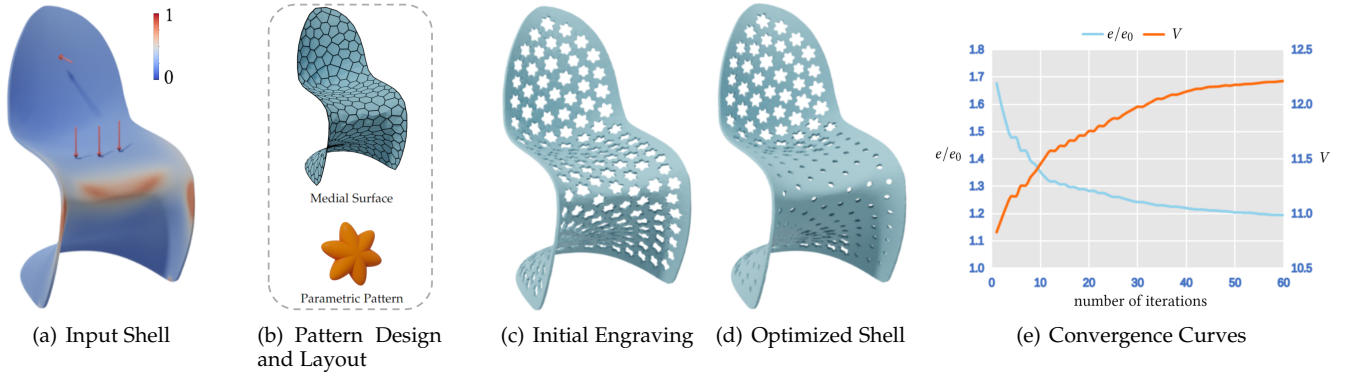 1
0
Medial Surface
Parametric Pattern
e/e₀ V
1.8
1.7
1.6
1.5
1.4
1.3
1.2
1.1
1.0
e/e₀
12.5
12.0
11.5
11.0
10.5
V
0 10 20 30 40 50 60
number of iterations
(a) Input Shell
(b) Pattern Design
and Layout
(c) Initial Engraving
(d) Optimized Shell
(e) Convergence Curves